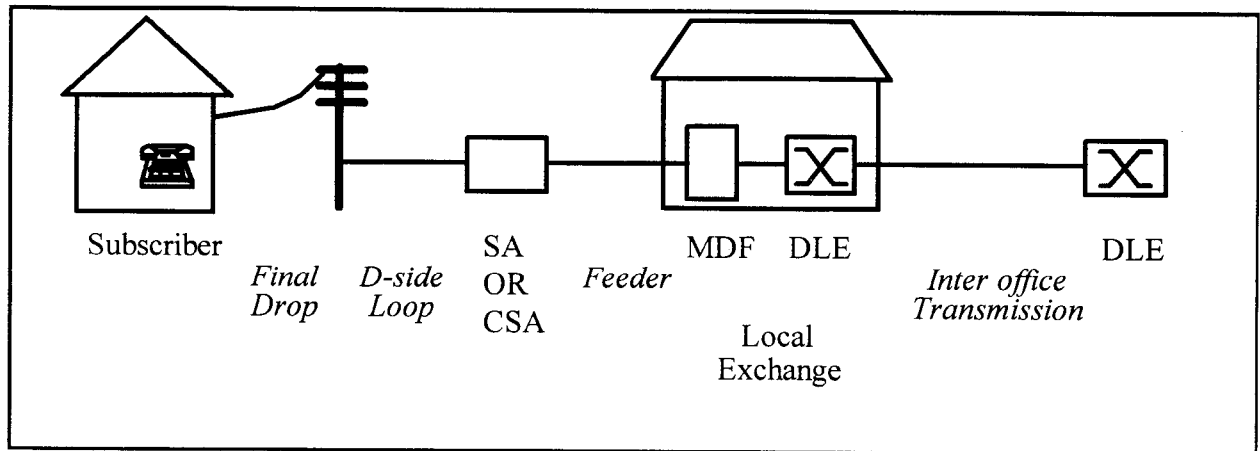 Subscriber
Final
Drop
D-side
Loop
SA
OR
CSA
Feeder
MDF
DLE
Local
Exchange
Inter office
Transmission
DLE